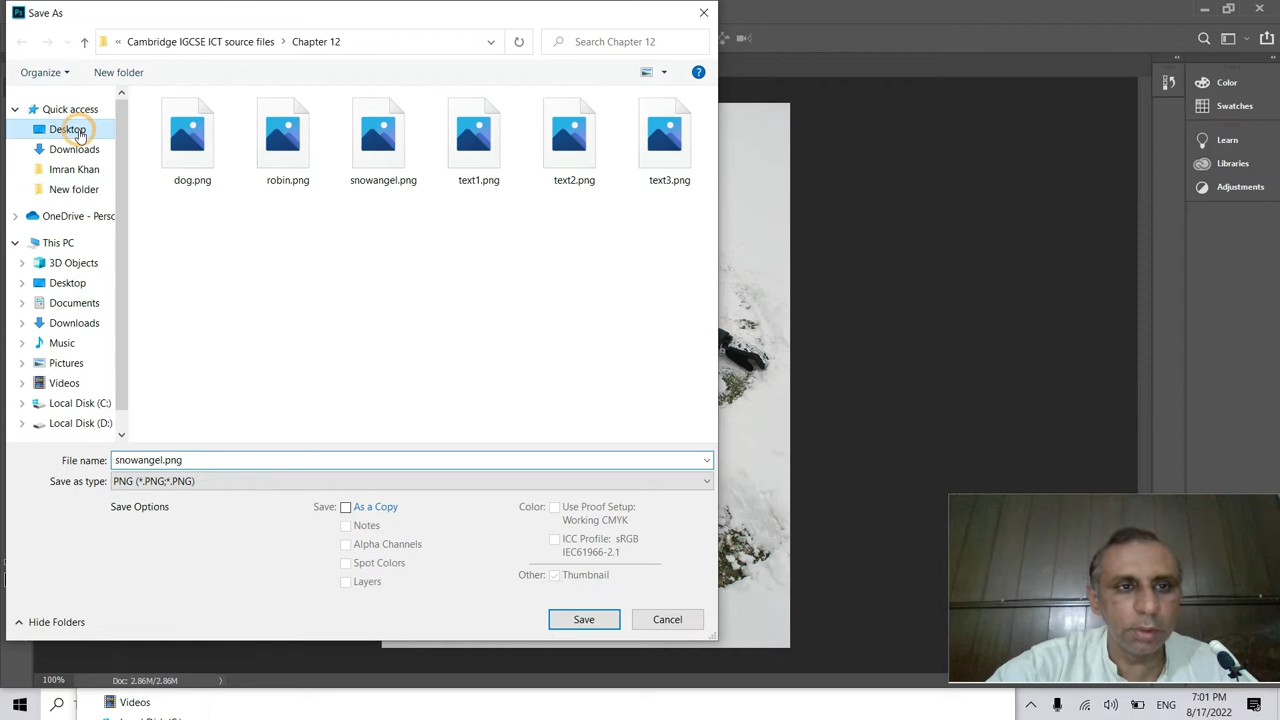 Ps Save As
« Cambridge IGCSE ICT source files > Chapter 12
Search Chapter 12
Organize
New folder
?
Quick access
Desktop
Downloads
Imran Khan
New folder
OneDrive - Perso
This PC
3D Objects
Desktop
Documents
Downloads
Music
Pictures
Videos
Local Disk (C:)
Local Disk (D:)
dog.png
robin.png
snowangel.png
text1.png
text2.png
text3.png
File name: snowangel.png
Save as type: PNG (*.PNG;*.PNG)
Save Options
Save: As a Copy
Notes
Alpha Channels
Spot Colors
Layers
Color: Use Proof Setup:
Working CMYK
ICC Profile: sRGB
IEC61966-2.1
Other: Thumbnail
Hide Folders
Save
Cancel
Color
Swatches
Learn
Libraries
Adjustments
100%
Doc: 2.86M/2.86M
Videos
ENG
7:01 PM
8/17/2022